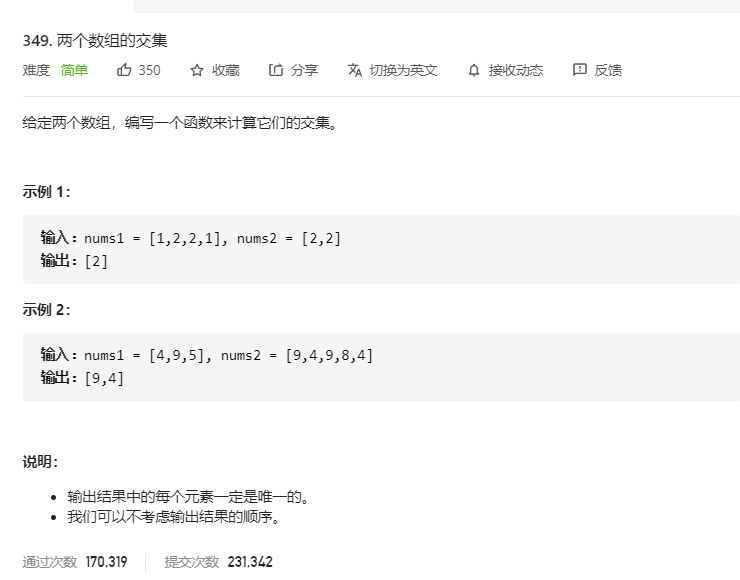 349. 两个数组的交集
难度 简单 350 收藏 分享 切换为英文 接收动态 反馈
给定两个数组，编写一个函数来计算它们的交集。
示例 1：
输入：nums1 = [1,2,2,1], nums2 = [2,2]
输出：[2]
示例 2：
输入：nums1 = [4,9,5], nums2 = [9,4,9,8,4]
输出：[9,4]
说明：
输出结果中的每个元素一定是唯一的。
我们可以不考虑输出结果的顺序。
通过次数 170,319 提交次数 231,342